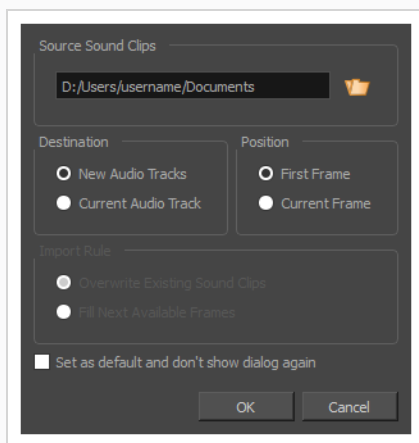 Source Sound Clips
D:/Users/username/Documents
Destination
New Audio Tracks
Current Audio Track
Position
First Frame
Current Frame
Import Rule
Overwrite Existing Sound Clips
Fill Next Available Frames
Set as default and don't show dialog again
OK
Cancel